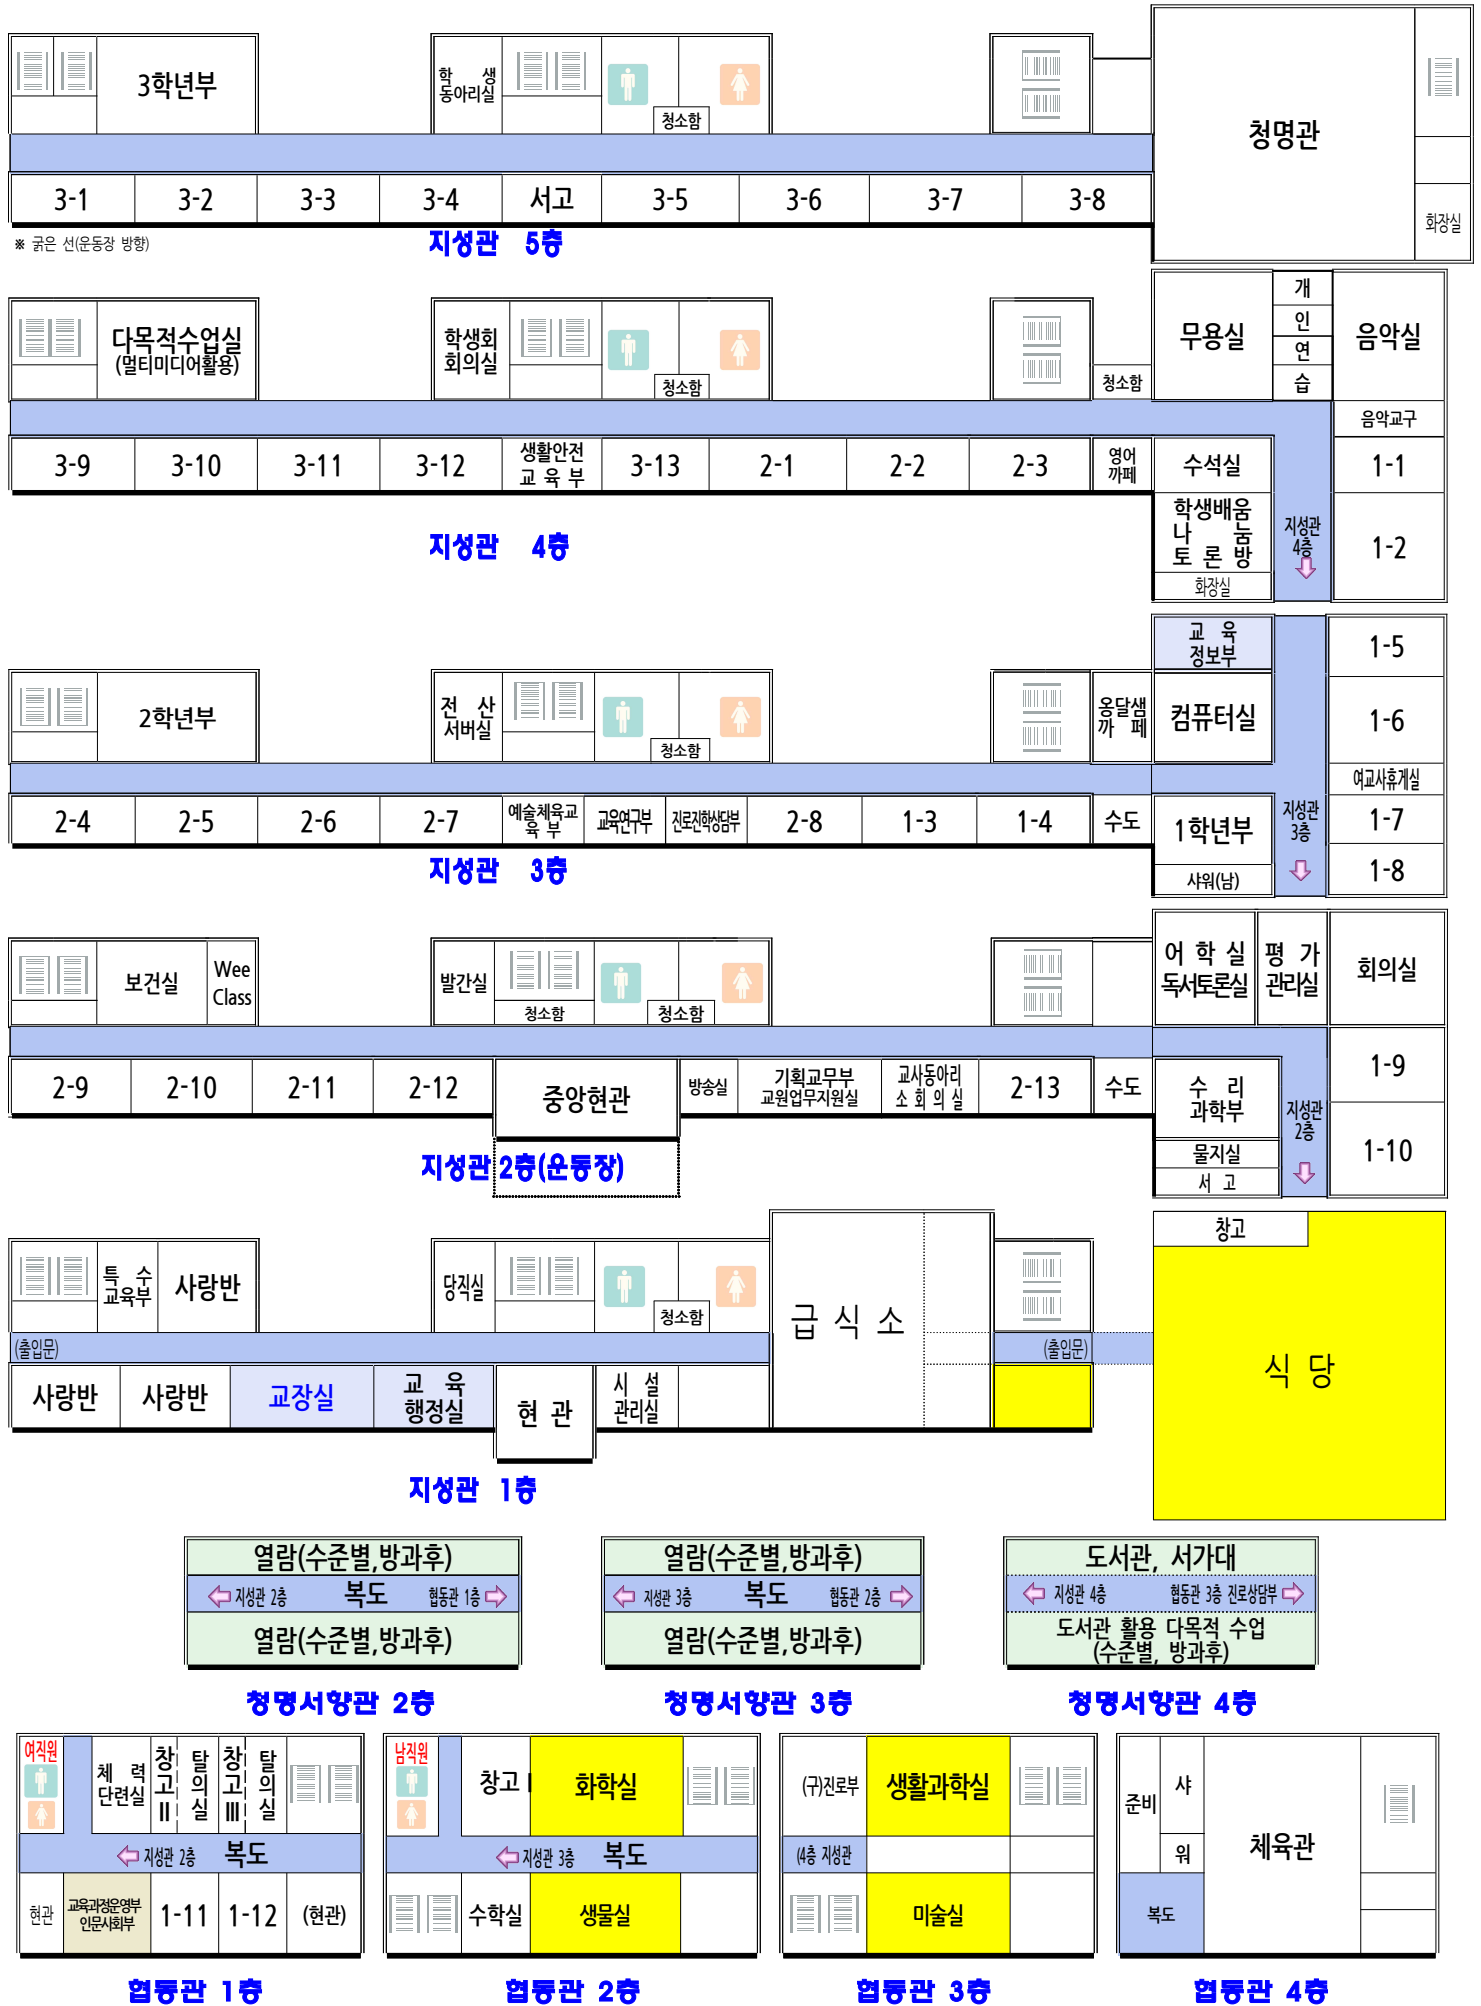 3학년부
학 생
동아리실
청소함
청명관
화장실
3-1 3-2 3-3 3-4 서고 3-5 3-6 3-7 3-8
※ 굵은 선(운동장 방향)
지성관 5층
다목적수업실
(멀티미디어활용)
학생회
회의실
청소함
청소함
무용실
개
인
연
습
음악실
음악교구
3-9 3-10 3-11 3-12
생활안전
교 육 부
3-13 2-1 2-2 2-3
영어
까페
수석실
1-1
학생배움
나 눔
토 론 방
화장실
지성관
4층
1-2
지성관 4층
교 육
정보부
1-5
2학년부
전 산
서버실
청소함
옹달샘
까 페
컴퓨터실
1-6
여교사휴게실
2-4 2-5 2-6 2-7
예술체육교
육 부
교육연구부
진로진학상담부
2-8 1-3 1-4 수도
1학년부
샤워(남)
지성관
3층
1-7
1-8
지성관 3층
보건실
Wee
Class
발간실
청소함
청소함
어 학 실
독서토론실
평 가
관리실
회의실
2-9 2-10 2-11 2-12
중앙현관
방송실
기획교무부
교원업무지원실
교사동아리
소 회 의 실
2-13 수도
수 리
과학부
물지실
서 고
지성관
2층
1-9
1-10
지성관 2층(운동장)
특 수
교육부
사랑반
당직실
청소함
급 식 소
(출입문)
(출입문)
창고
식 당
사랑반 사랑반 교장실
교 육
행정실
현 관
시 설
관리실
지성관 1층
열람(수준별,방과후)
지성관 2층 복도 협동관 1층
열람(수준별,방과후)
청명서향관 2층
열람(수준별,방과후)
지성관 3층 복도 협동관 2층
열람(수준별,방과후)
청명서향관 3층
도서관, 서가대
지성관 4층 협동관 3층 진로상담부
도서관 활용 다목적 수업
(수준별, 방과후)
청명서향관 4층
여직원
체 력
단련실
창고II
탈의실
창고III
탈의실
지성관 2층 복도
현관
교육과정운영부
인문사회부
1-11 1-12 (현관)
협동관 1층
남직원
창고 I
화학실
지성관 3층 복도
수학실
생물실
협동관 2층
(구)진로부
생활과학실
(4층 지성관
미술실
협동관 3층
준비
샤
워
체육관
복도
협동관 4층